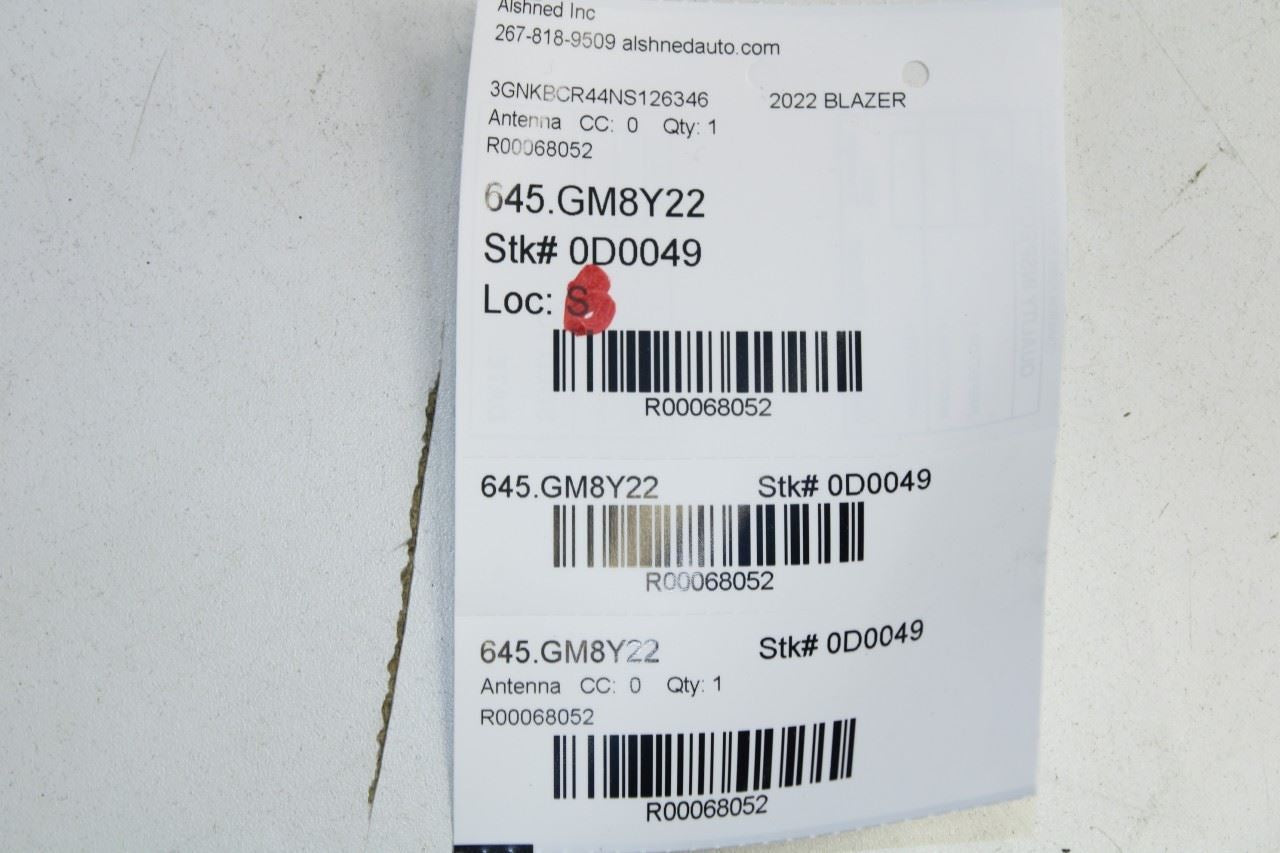 Alshned Inc
267-818-9509 alshnedauto.com
3GNKBCR44NS126346 2022 BLAZER
Antenna CC: 0 Qty: 1
R00068052
645.GM8Y22
Stk# 0D0049
Loc: S
R00068052
645.GM8Y22 Stk# 0D0049
R00068052
645.GM8Y22 Stk# 0D0049
Antenna CC: 0 Qty: 1
R00068052
R00068052